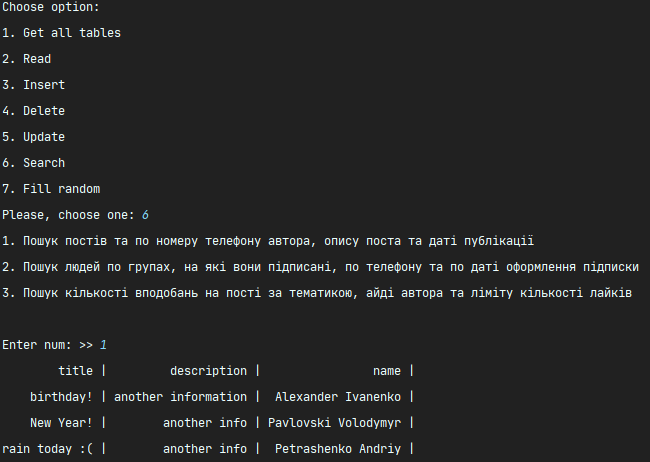 Choose option:
1. Get all tables
2. Read
3. Insert
4. Delete
5. Update
6. Search
7. Fill random
Please, choose one: 6
1. Пошук постів та по номеру телефону автора, опису поста та даті публікації
2. Пошук людей по групах, на які вони підписані, по телефону та по даті оформлення підписки
3. Пошук кількості вподобань на пості за тематикою, айді автора та ліміту кількості лайків
Enter num: >> 1
title | description | name |
birthday! | another information | Alexander Ivanenko |
New Year! | another info | Pavlovski Volodymyr |
rain today :( | another info | Petrashenko Andriy |